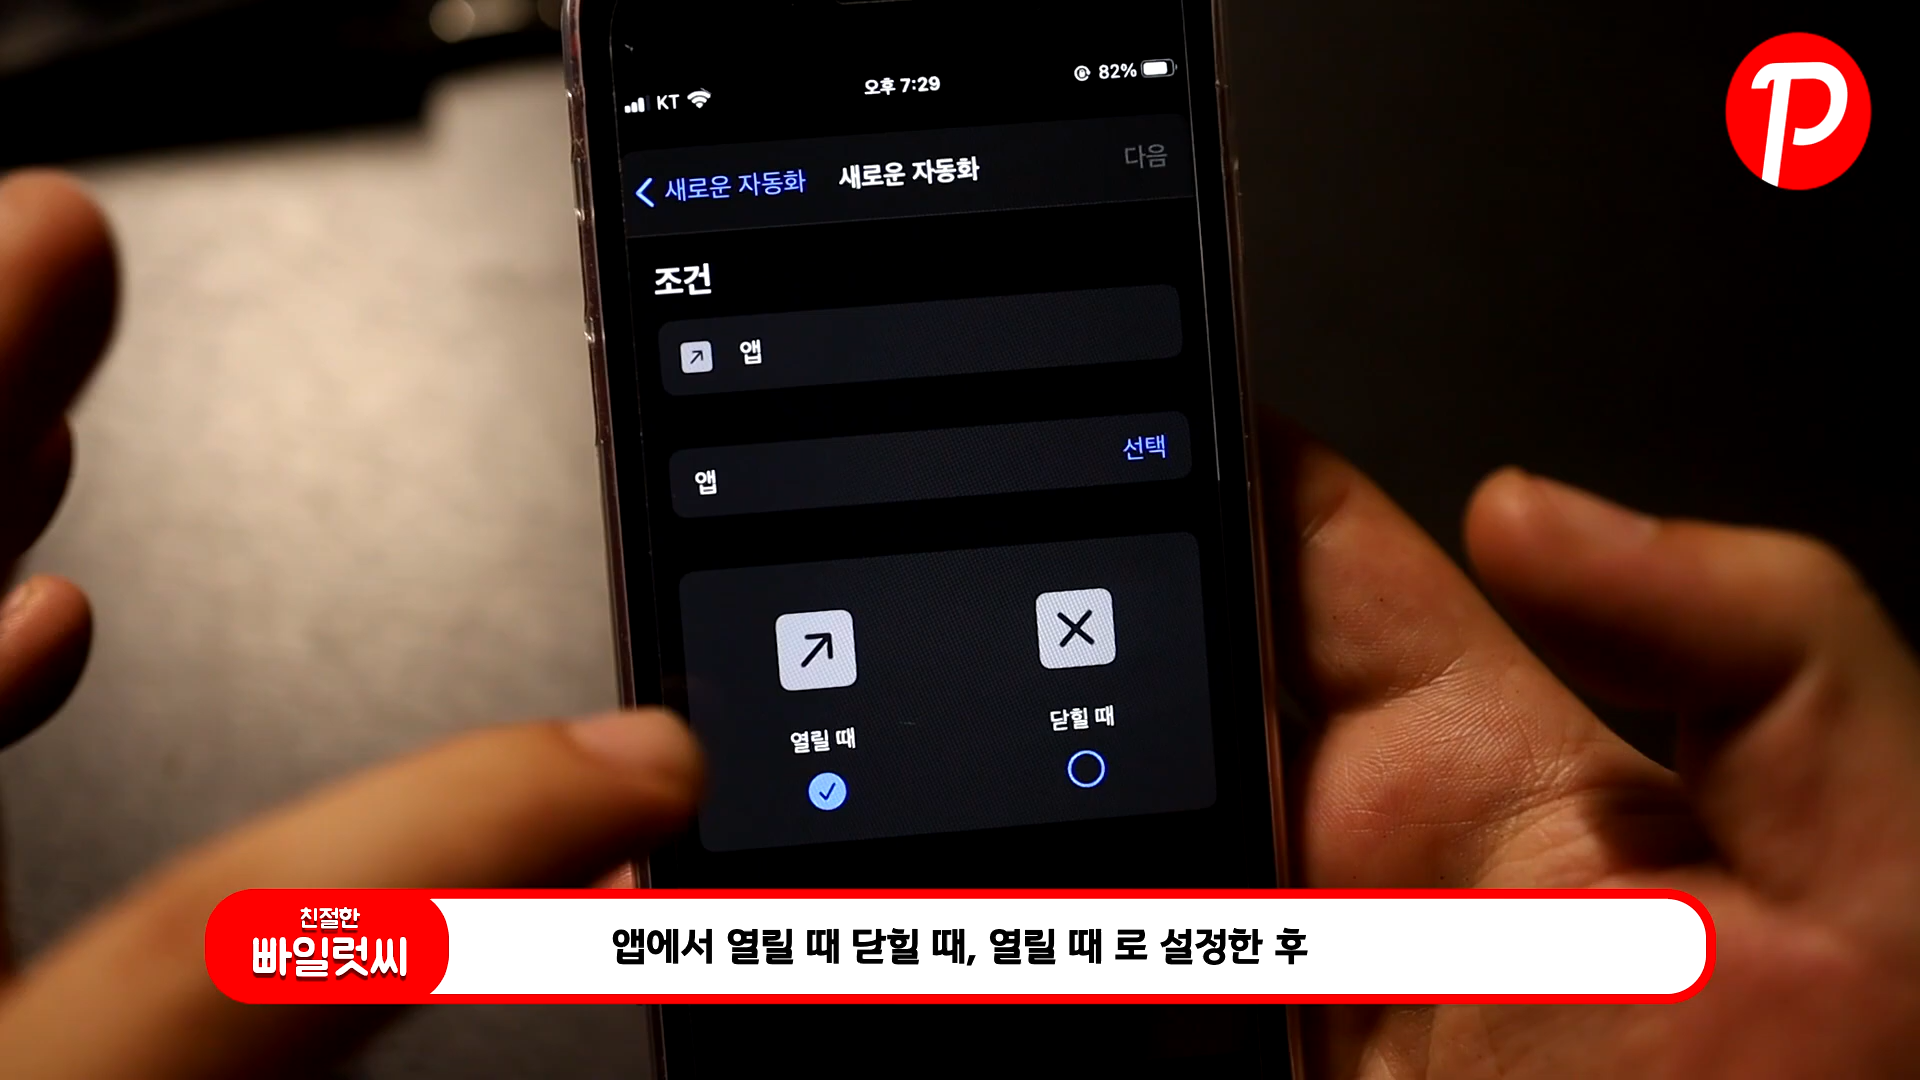 KT
오후 7:29
82%
새로운 자동화
새로운 자동화
다음
조건
앱
앱
선택
열릴 때
닫힐 때
친절한
빠일럿씨
앱에서 열릴 때 닫힐 때, 열릴 때 로 설정한 후
P